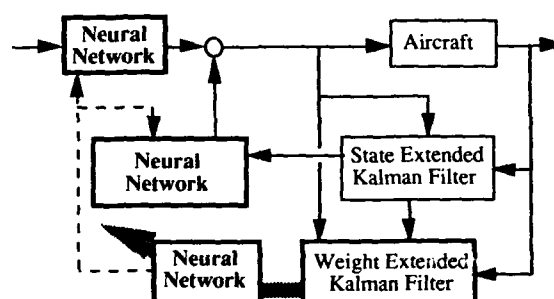 Neural
Network
Aircraft
Neural
Network
State Extended
Kalman Filter
Neural
Network
Weight Extended
Kalman Filter